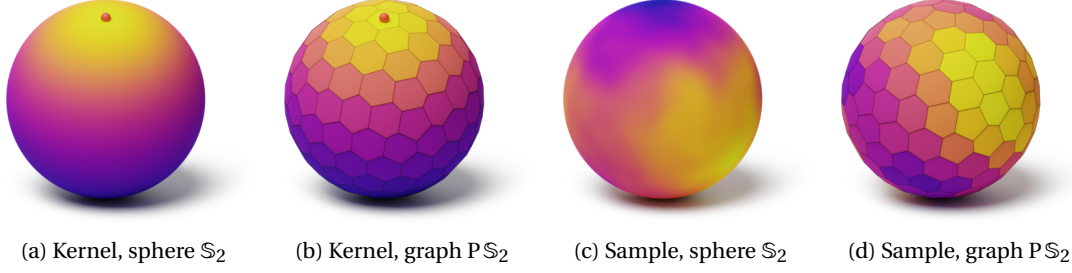 (a) Kernel, sphere 𝕊₂
(b) Kernel, graph P 𝕊₂
(c) Sample, sphere 𝕊₂
(d) Sample, graph P 𝕊₂